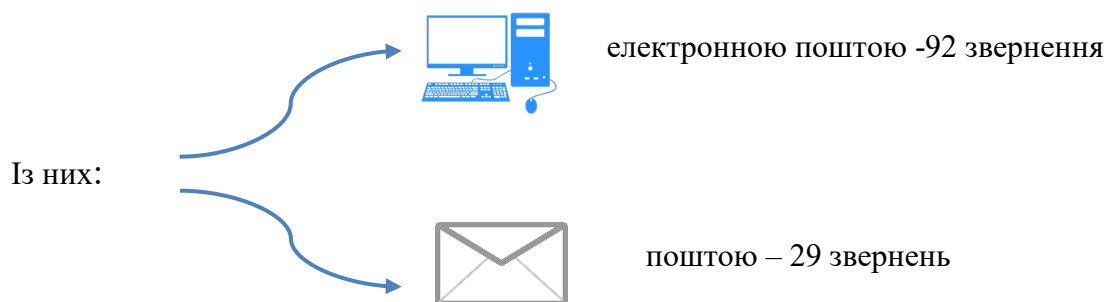 електронною поштою -92 звернення
Із них:
поштою – 29 звернень